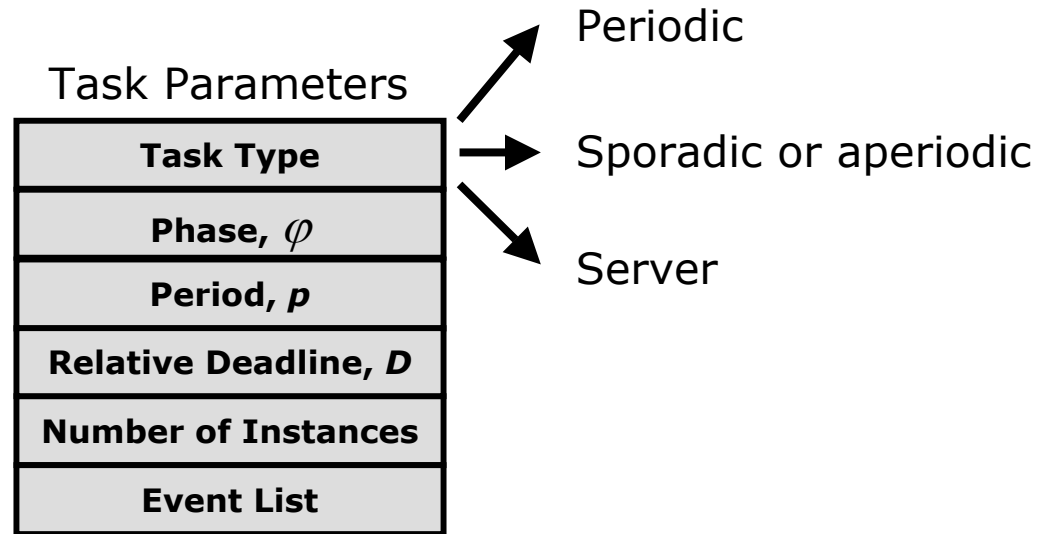 Task Parameters
Task Type
Phase, φ
Period, p
Relative Deadline, D
Number of Instances
Event List
Periodic
Sporadic or aperiodic
Server